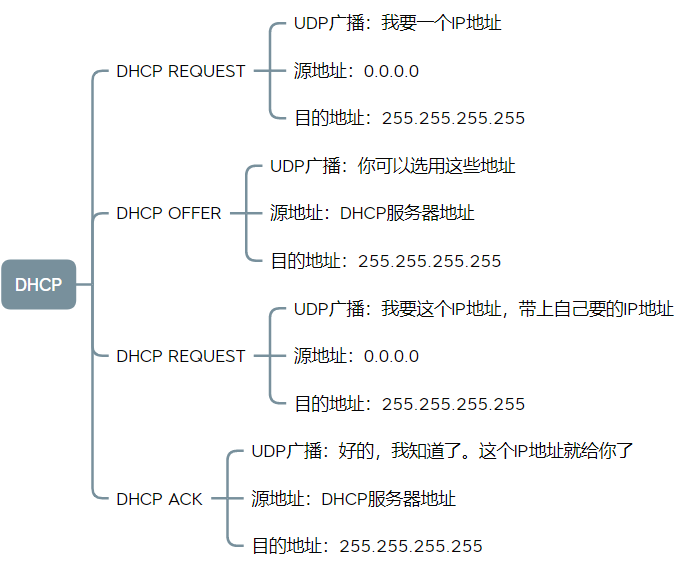 DHCP
DHCP REQUEST
UDP广播：我要一个IP地址
源地址：0.0.0.0
目的地址：255.255.255.255
DHCP OFFER
UDP广播：你可以选用这些地址
源地址：DHCP服务器地址
目的地址：255.255.255.255
DHCP REQUEST
UDP广播：我要这个IP地址，带上自己要的IP地址
源地址：0.0.0.0
目的地址：255.255.255.255
DHCP ACK
UDP广播：好的，我知道了。这个IP地址就给你了
源地址：DHCP服务器地址
目的地址：255.255.255.255